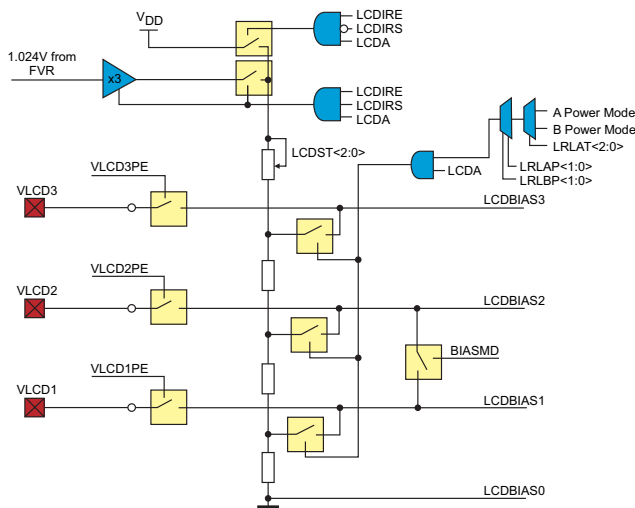 VDD
LCDIRE
LCDIRS
LCDA
1.024V from
FVR
x3
LCDIRE
LCDIRS
LCDA
A Power Mode
B Power Mode
LRLAT<2:0>
LCDST<2:0>
LCDA
LRLAP<1:0>
LRLBP<1:0>
VLCD3PE
VLCD3
LCDBIAS3
VLCD2PE
VLCD2
LCDBIAS2
BIASMD
VLCD1PE
VLCD1
LCDBIAS1
LCDBIAS0